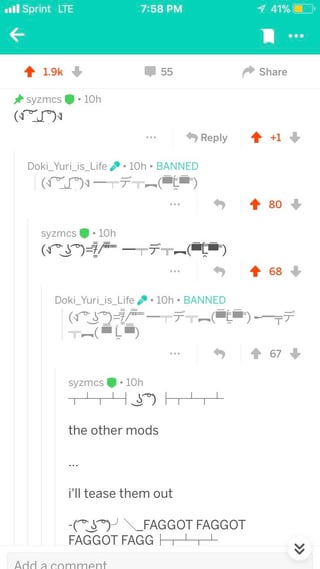 Sprint LTE 7:58 PM 41%
1.9k 55 Share
syzmcs • 10h
Reply +1
Doki_Yuri_is_Life • 10h • BANNED
80
syzmcs • 10h
68
Doki_Yuri_is_Life • 10h • BANNED
67
syzmcs • 10h
the other mods
...
i'll tease them out
FAGGOT FAGGOT
FAGGOT FAGG
Add a comment